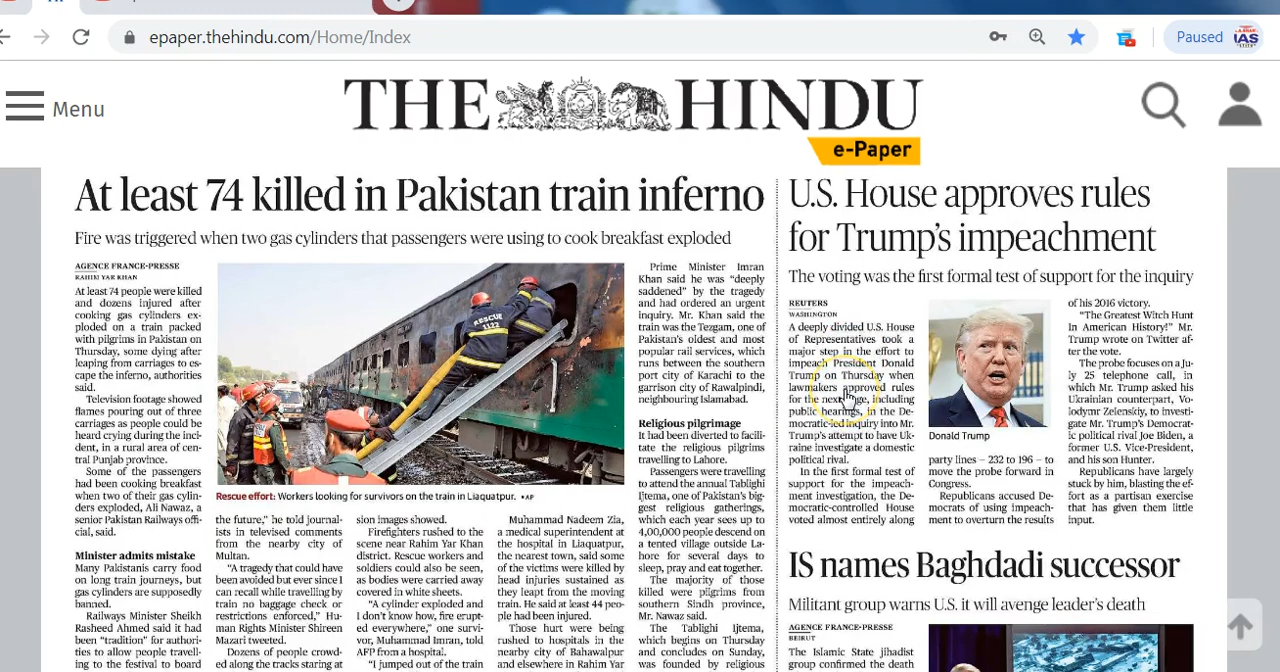 epaper.thehindu.com/Home/Index
Paused
IAS
Menu
THE HINDU
e-Paper
At least 74 killed in Pakistan train inferno
Fire was triggered when two gas cylinders that passengers were using to cook breakfast exploded
AGENCE FRANCE-PRESSE
RAHIM YAR KHAN
At least 74 people were killed
and dozens injured after
cooking gas cylinders ex-
ploded on a train packed
with pilgrims in Pakistan on
Thursday, some dying after
leaping from carriages to es-
cape the inferno, authorities
said.
Television footage showed
flames pouring out of three
carriages as people could be
heard crying during the inci-
dent, in a rural area of cen-
tral Punjab province.
Some of the passengers
had been cooking breakfast
when two of their gas cylin-
ders exploded, Ali Nawaz, a
senior Pakistan Railways offi-
cial, said.
Minister admits mistake
Many Pakistanis carry food
on long train journeys, but
gas cylinders are supposedly
banned.
Railways Minister Sheikh
Rasheed Ahmed said it had
been "tradition" for authori-
ties to allow people travell-
ing to the festival to board
RESCUE
1122
Rescue effort: Workers looking for survivors on the train in Liaquatpur. •AP
the future," he told journal-
ists in televised comments
from the nearby city of
Multan.
"A tragedy that could have
been avoided but ever since I
can recall while travelling by
train no baggage check or
restrictions enforced," Hu-
man Rights Minister Shireen
Mazari tweeted.
Dozens of people crowd-
ed along the tracks staring at
sion images showed.
Firefighters rushed to the
scene near Rahim Yar Khan
district. Rescue workers and
soldiers could also be seen,
as bodies were carried away
covered in white sheets.
"A cylinder exploded and
I don't know how, fire erupt-
ed everywhere," one survi-
vor, Muhammad Imran, told
AFP from a hospital.
"I jumped out of the train
Muhammad Nadeem Zia,
a medical superintendent at
the hospital in Liaquatpur,
the nearest town, said some
of the victims were killed by
head injuries sustained as
they leapt from the moving
train. He said at least 44 peo-
ple had been injured.
Those hurt were being
rushed to hospitals in the
nearby city of Bahawalpur
and elsewhere in Rahim Yar
Prime Minister Imran
Khan said he was "deeply
saddened" by the tragedy
and had ordered an urgent
inquiry. Mr. Khan said the
train was the Tezgam, one of
Pakistan's oldest and most
popular rail services, which
runs between the southern
port city of Karachi to the
garrison city of Rawalpindi,
neighbouring Islamabad.
Religious pilgrimage
It had been diverted to facili-
tate the religious pilgrims
travelling to Lahore.
Passengers were travelling
to attend the annual Tablighi
Ijtema, one of Pakistan's big-
gest religious gatherings,
which each year sees up to
4,00,000 people descend on
a tented village outside La-
hore for several days to
sleep, pray and eat together.
The majority of those
killed were pilgrims from
southern Sindh province,
Mr. Nawaz said.
The Tablighi Ijtema,
which begins on Thursday
and concludes on Sunday,
was founded by religious
U.S. House approves rules
for Trump's impeachment
The voting was the first formal test of support for the inquiry
REUTERS
WASHINGTON
A deeply divided U.S. House
of Representatives took a
major step in the effort to
impeach President Donald
Trump on Thursday when
lawmakers approved rules
for the next stage, including
public hearings, in the De-
mocratic-led inquiry into Mr.
Trump's attempt to have Uk-
raine investigate a domestic
political rival.
In the first formal test of
support for the impeach-
ment investigation, the De-
mocratic-controlled House
voted almost entirely along
Donald Trump
party lines – 232 to 196 – to
move the probe forward in
Congress.
Republicans accused De-
mocrats of using impeach-
ment to overturn the results
of his 2016 victory.
"The Greatest Witch Hunt
In American History!" Mr.
Trump wrote on Twitter af-
ter the vote.
The probe focuses on a Ju-
ly 25 telephone call, in
which Mr. Trump asked his
Ukrainian counterpart, Vo-
lodymr Zelenskiy, to investi-
gate Mr. Trump's Democrat-
ic political rival Joe Biden, a
former U.S. Vice-President,
and his son Hunter.
Republicans have largely
stuck by him, blasting the ef-
fort as a partisan exercise
that has given them little
input.
IS names Baghdadi successor
Militant group warns U.S. it will avenge leader's death
AGENCE FRANCE-PRESSE
BEIRUT
The Islamic State jihadist
group confirmed the death